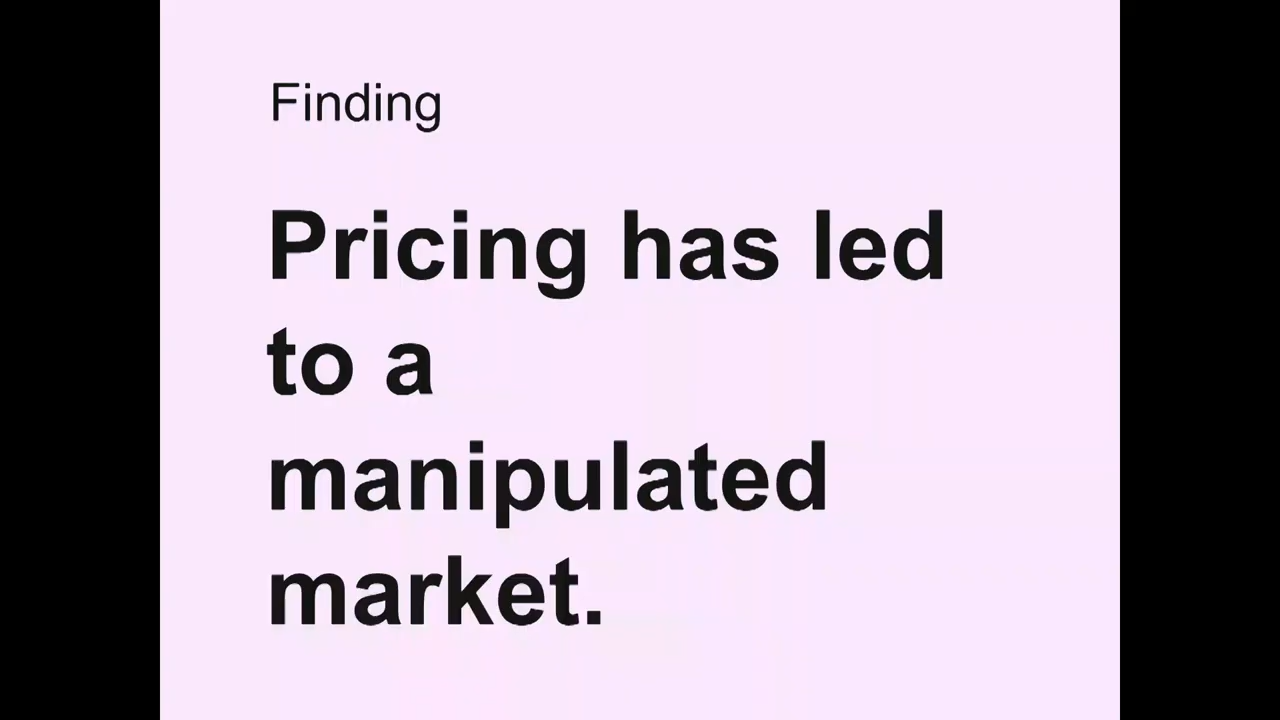 Finding
Pricing has led
to a
manipulated
market.